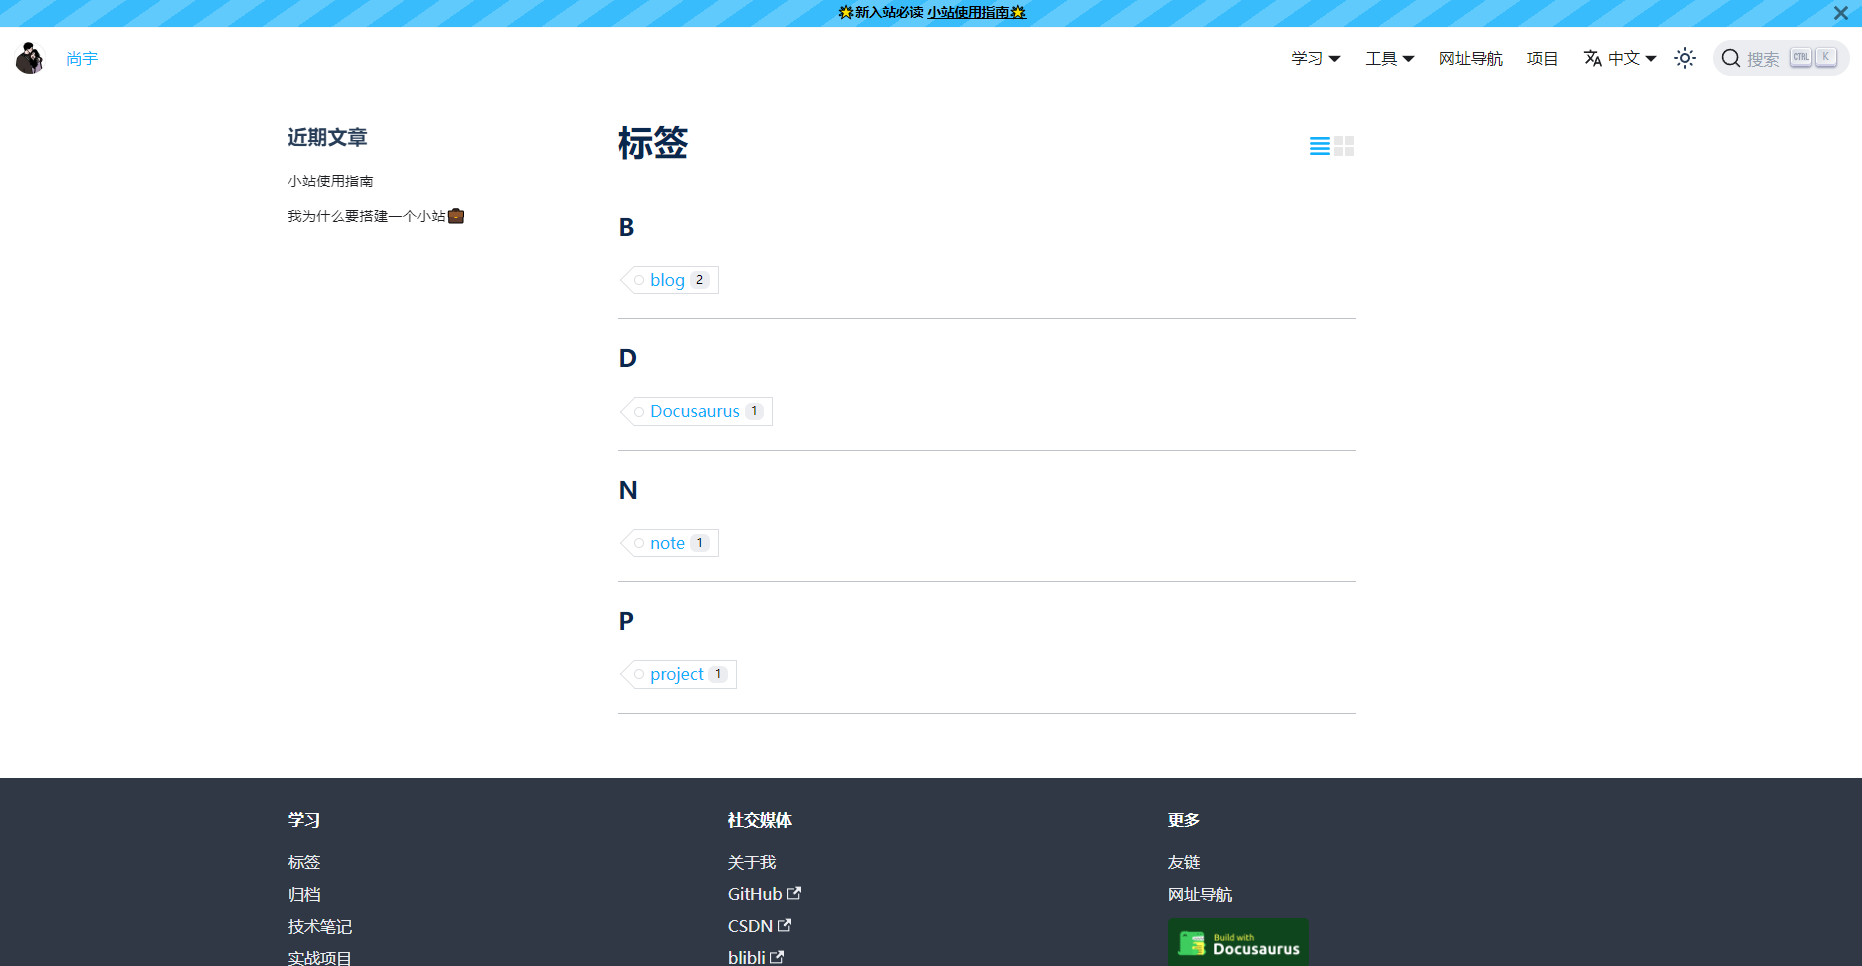 🌟新入站必读 小站使用指南🌟
尚宇
学习 工具 网址导航 项目 中文 搜索 CTRL K
近期文章
小站使用指南
我为什么要搭建一个小站💼
标签
B
blog 2
D
Docusaurus 1
N
note 1
P
project 1
学习
标签
归档
技术笔记
实战项目
社交媒体
关于我
GitHub
CSDN
blibli
更多
友链
网址导航
Build with
Docusaurus